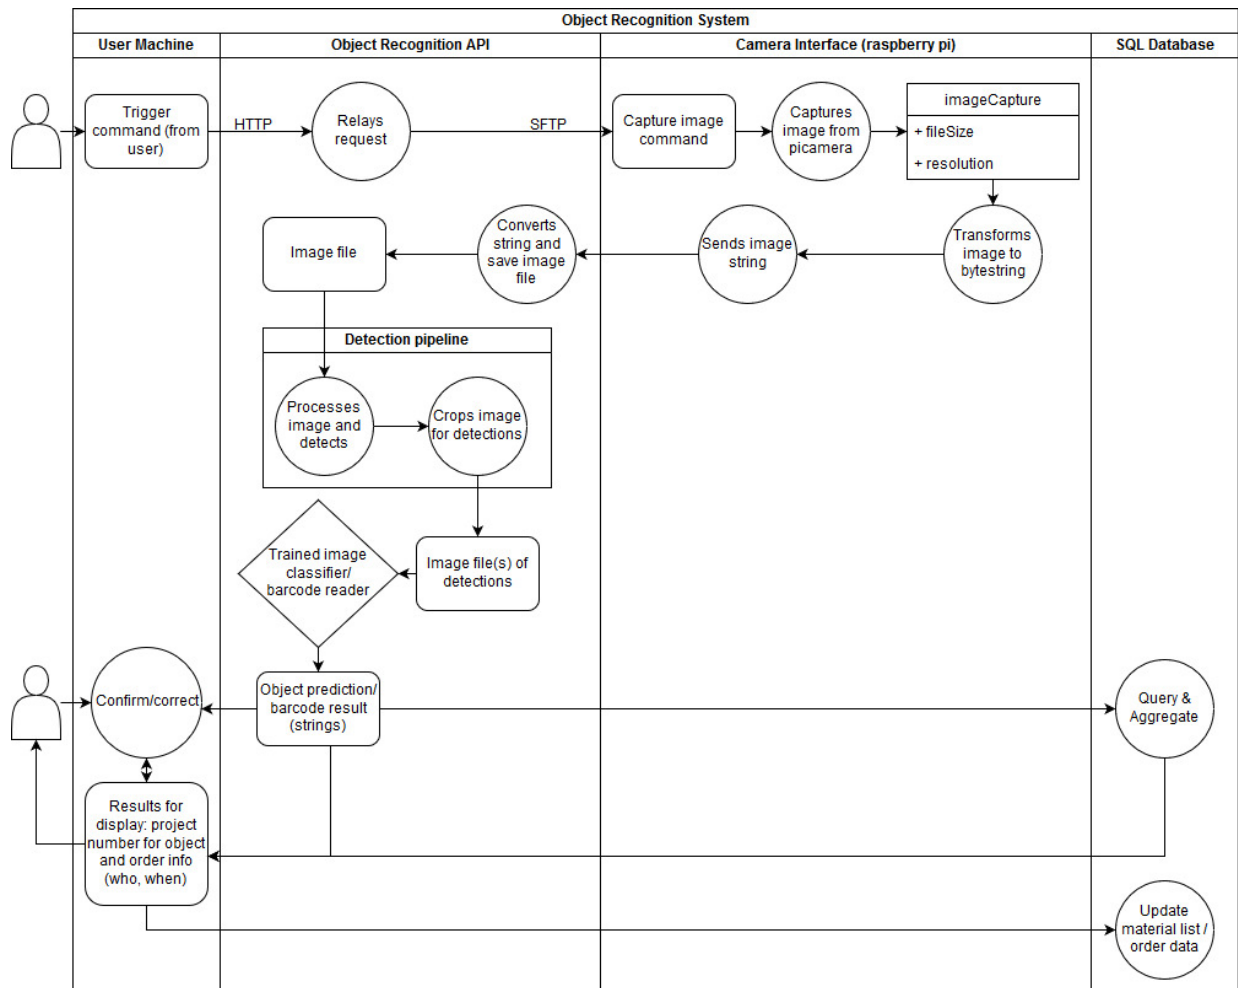 Object Recognition System
User Machine
Object Recognition API
Camera Interface (raspberry pi)
SQL Database
Trigger
command (from
user)
HTTP
Relays
request
SFTP
Capture image
command
Captures
image from
picamera
imageCapture
+ fileSize
+ resolution
Image file
Converts
string and
save image
file
Sends image
string
Transforms
image to
bytestring
Detection pipeline
Processes
image and
detects
Crops image
for detections
Trained image
classifier/
barcode reader
Image file(s) of
detections
Confirm/correct
Object prediction/
barcode result
(strings)
Query &
Aggregate
Results for
display: project
number for object
and order info
(who, when)
Update
material list /
order data